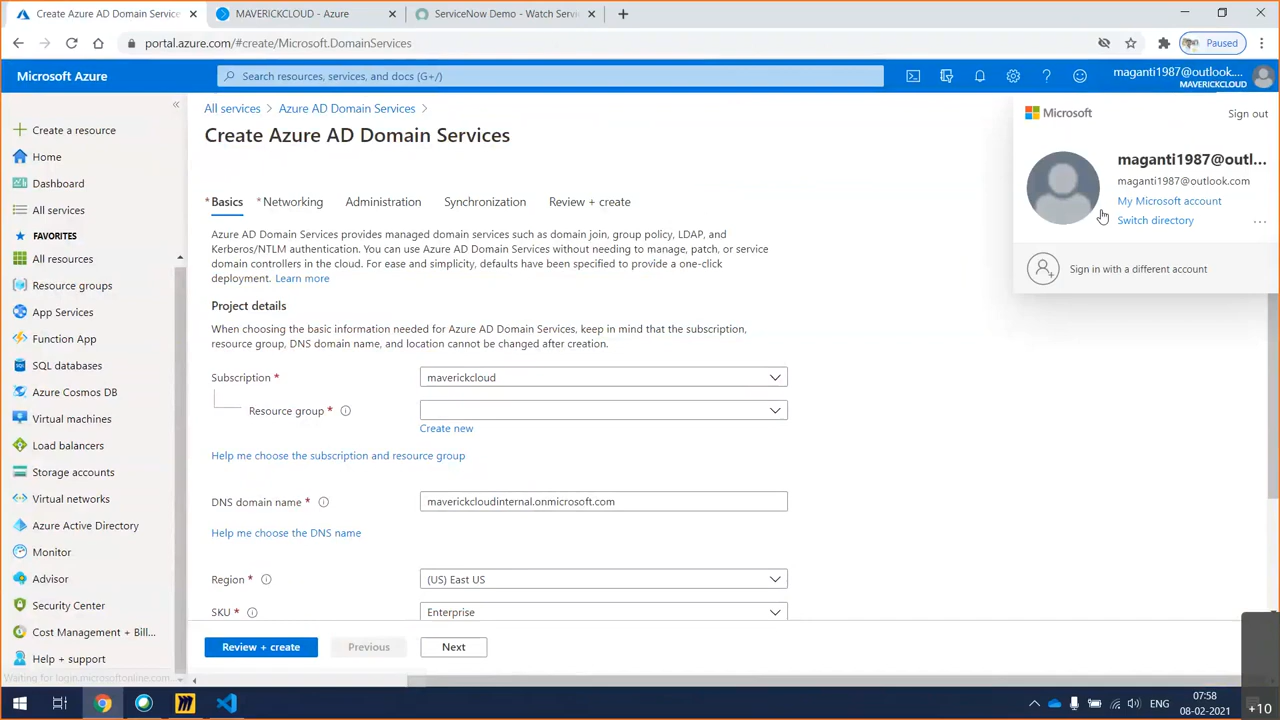 Create Azure AD Domain Service
MAVERICKCLOUD - Azure
ServiceNow Demo - Watch Servi
portal.azure.com/#create/Microsoft.DomainServices
Paused
Microsoft Azure
Search resources, services, and docs (G+/)
maganti1987@outlook....
MAVERICKCLOUD
Create a resource
Home
Dashboard
All services
FAVORITES
All resources
Resource groups
App Services
Function App
SQL databases
Azure Cosmos DB
Virtual machines
Load balancers
Storage accounts
Virtual networks
Azure Active Directory
Monitor
Advisor
Security Center
Cost Management + Bill...
Help + support
Waiting for login.microsoftonline.com...
All services > Azure AD Domain Services >
Create Azure AD Domain Services
* Basics * Networking Administration Synchronization Review + create
Azure AD Domain Services provides managed domain services such as domain join, group policy, LDAP, and
Kerberos/NTLM authentication. You can use Azure AD Domain Services without needing to manage, patch, or service
domain controllers in the cloud. For ease and simplicity, defaults have been specified to provide a one-click
deployment. Learn more
Project details
When choosing the basic information needed for Azure AD Domain Services, keep in mind that the subscription,
resource group, DNS domain name, and location cannot be changed after creation.
Subscription * maverickcloud
Resource group *
Create new
Help me choose the subscription and resource group
DNS domain name * maverickcloudinternal.onmicrosoft.com
Help me choose the DNS name
Region * (US) East US
SKU * Enterprise
Review + create Previous Next
Microsoft Sign out
maganti1987@outl...
maganti1987@outlook.com
My Microsoft account
Switch directory ...
Sign in with a different account
ENG
07:58
08-02-2021
+10